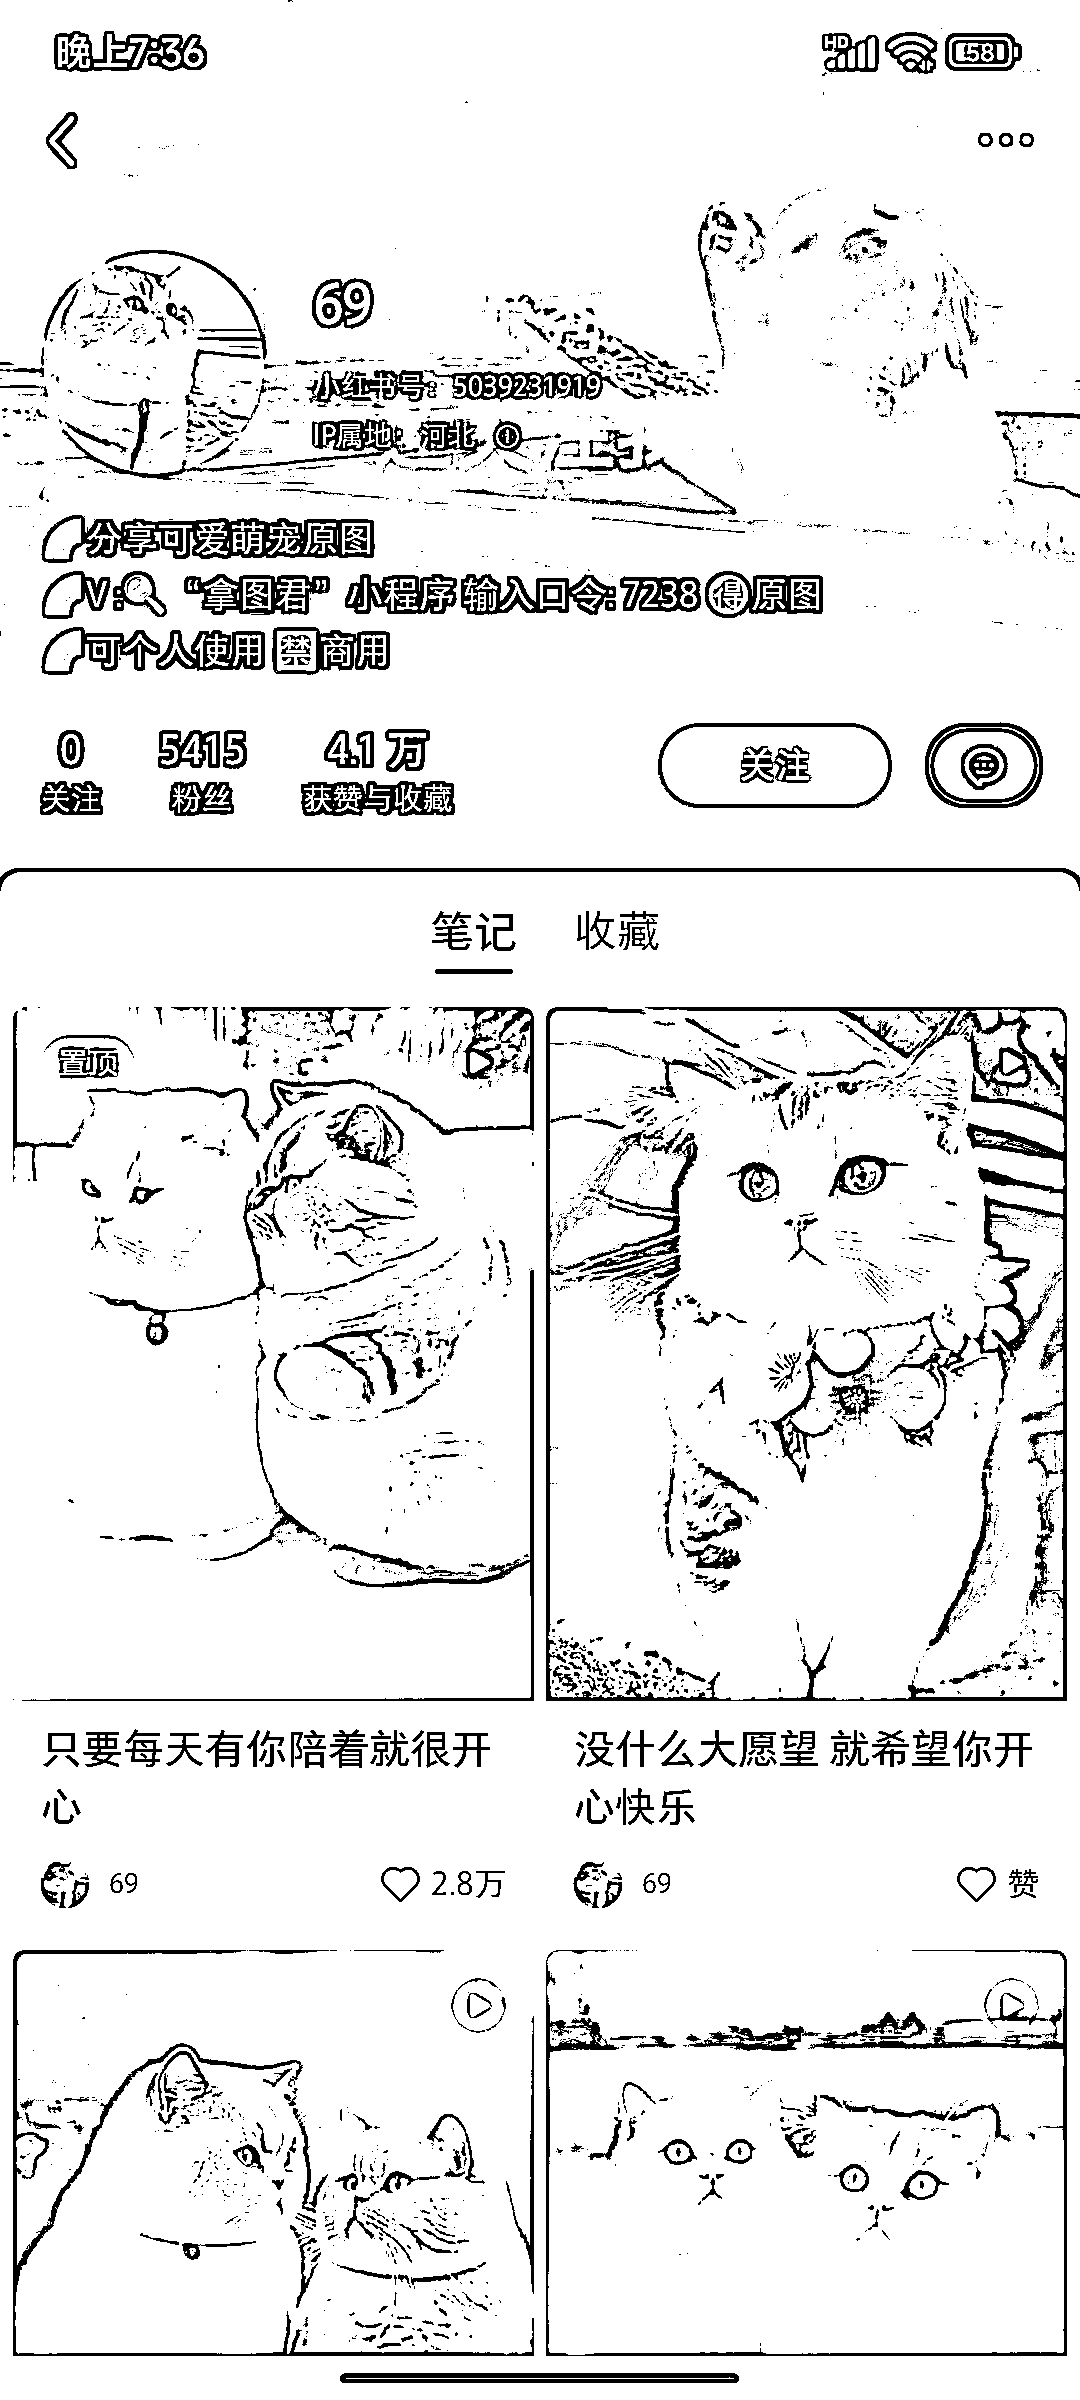 晚上7:36
HD
58
69
小红书号：5039231919
IP属地：河北
分享可爱萌宠原图
V:🔍 “拿图君” 小程序 输入口令:7238 🉐原图
可个人使用 🈲商用
0 关注
5415 粉丝
4.1万 获赞与收藏
关注
笔记 收藏
置顶
只要每天有你陪着就很开
心
69 2.8万
没什么大愿望 就希望你开
心快乐
69 赞